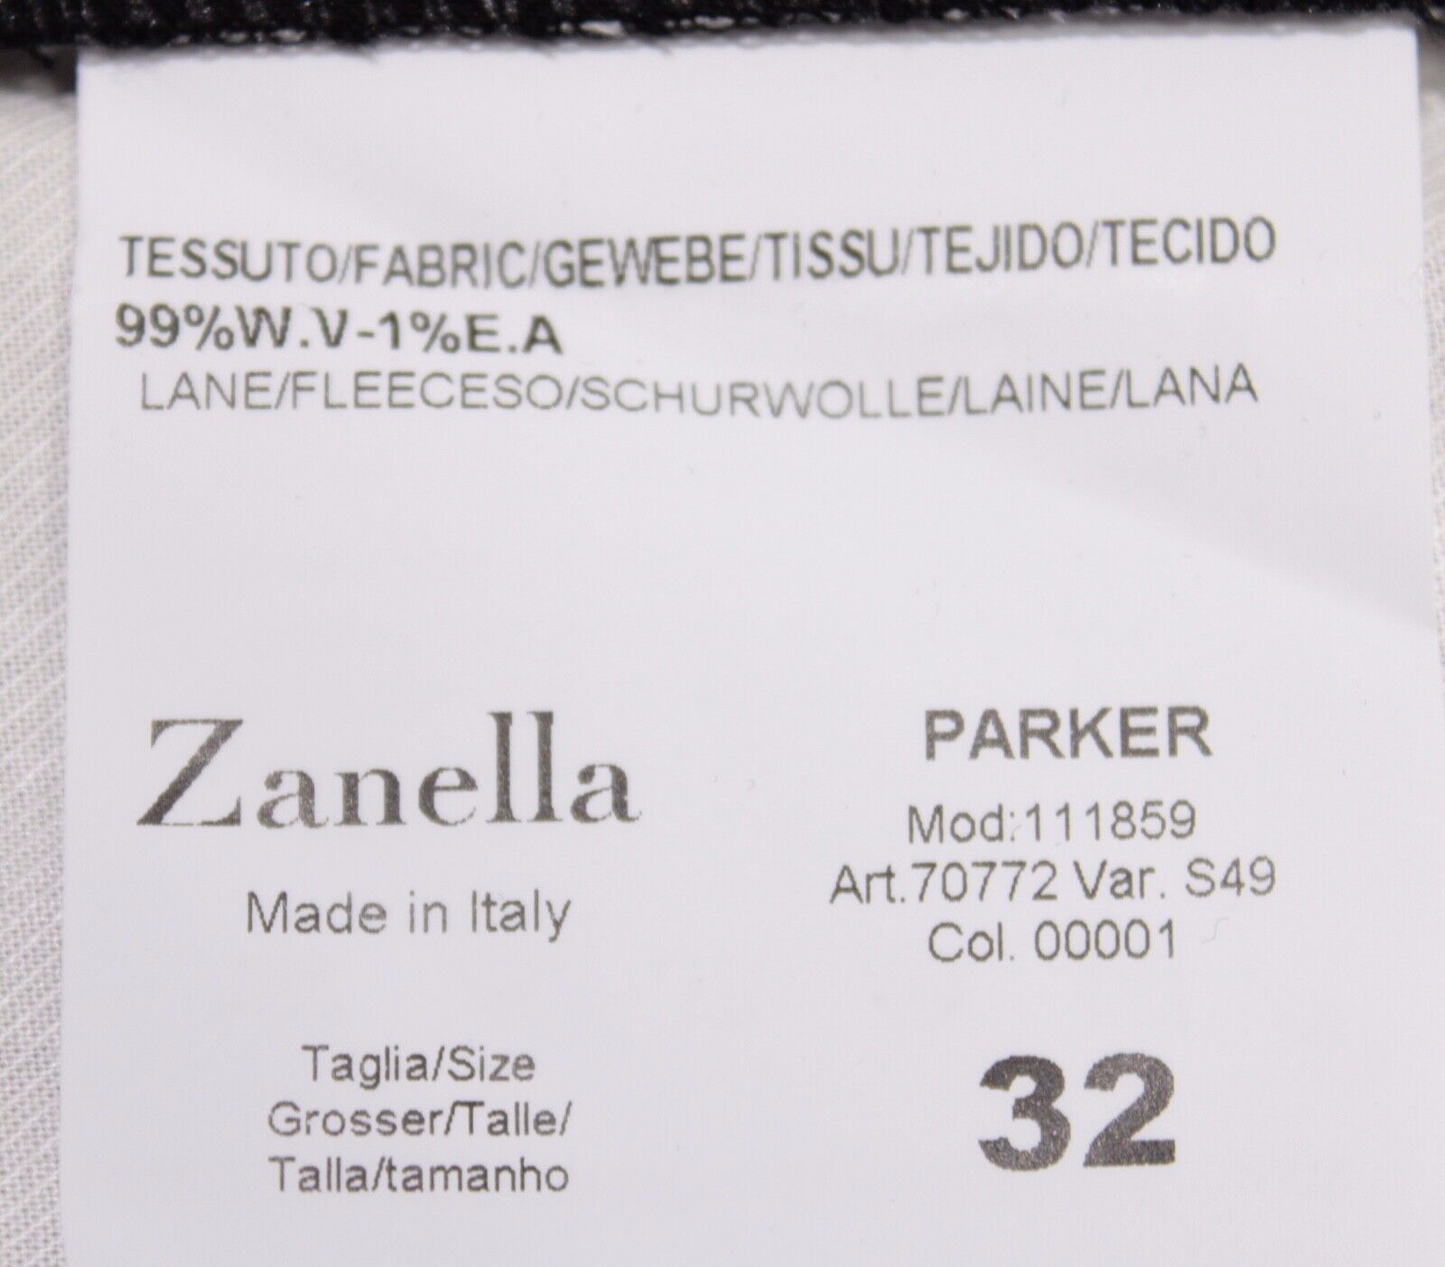 TESSUTO/FABRIC/GEWEBE/TISSU/TEJIDO/TECIDO
99%W.V-1%E.A
LANE/FLEECESO/SCHURWOLLE/LAINE/LANA
Zanella
Made in Italy
PARKER
Mod:111859
Art.70772 Var. S49
Col. 00001
Taglia/Size
Grosser/Talle/
Talla/tamanho
32